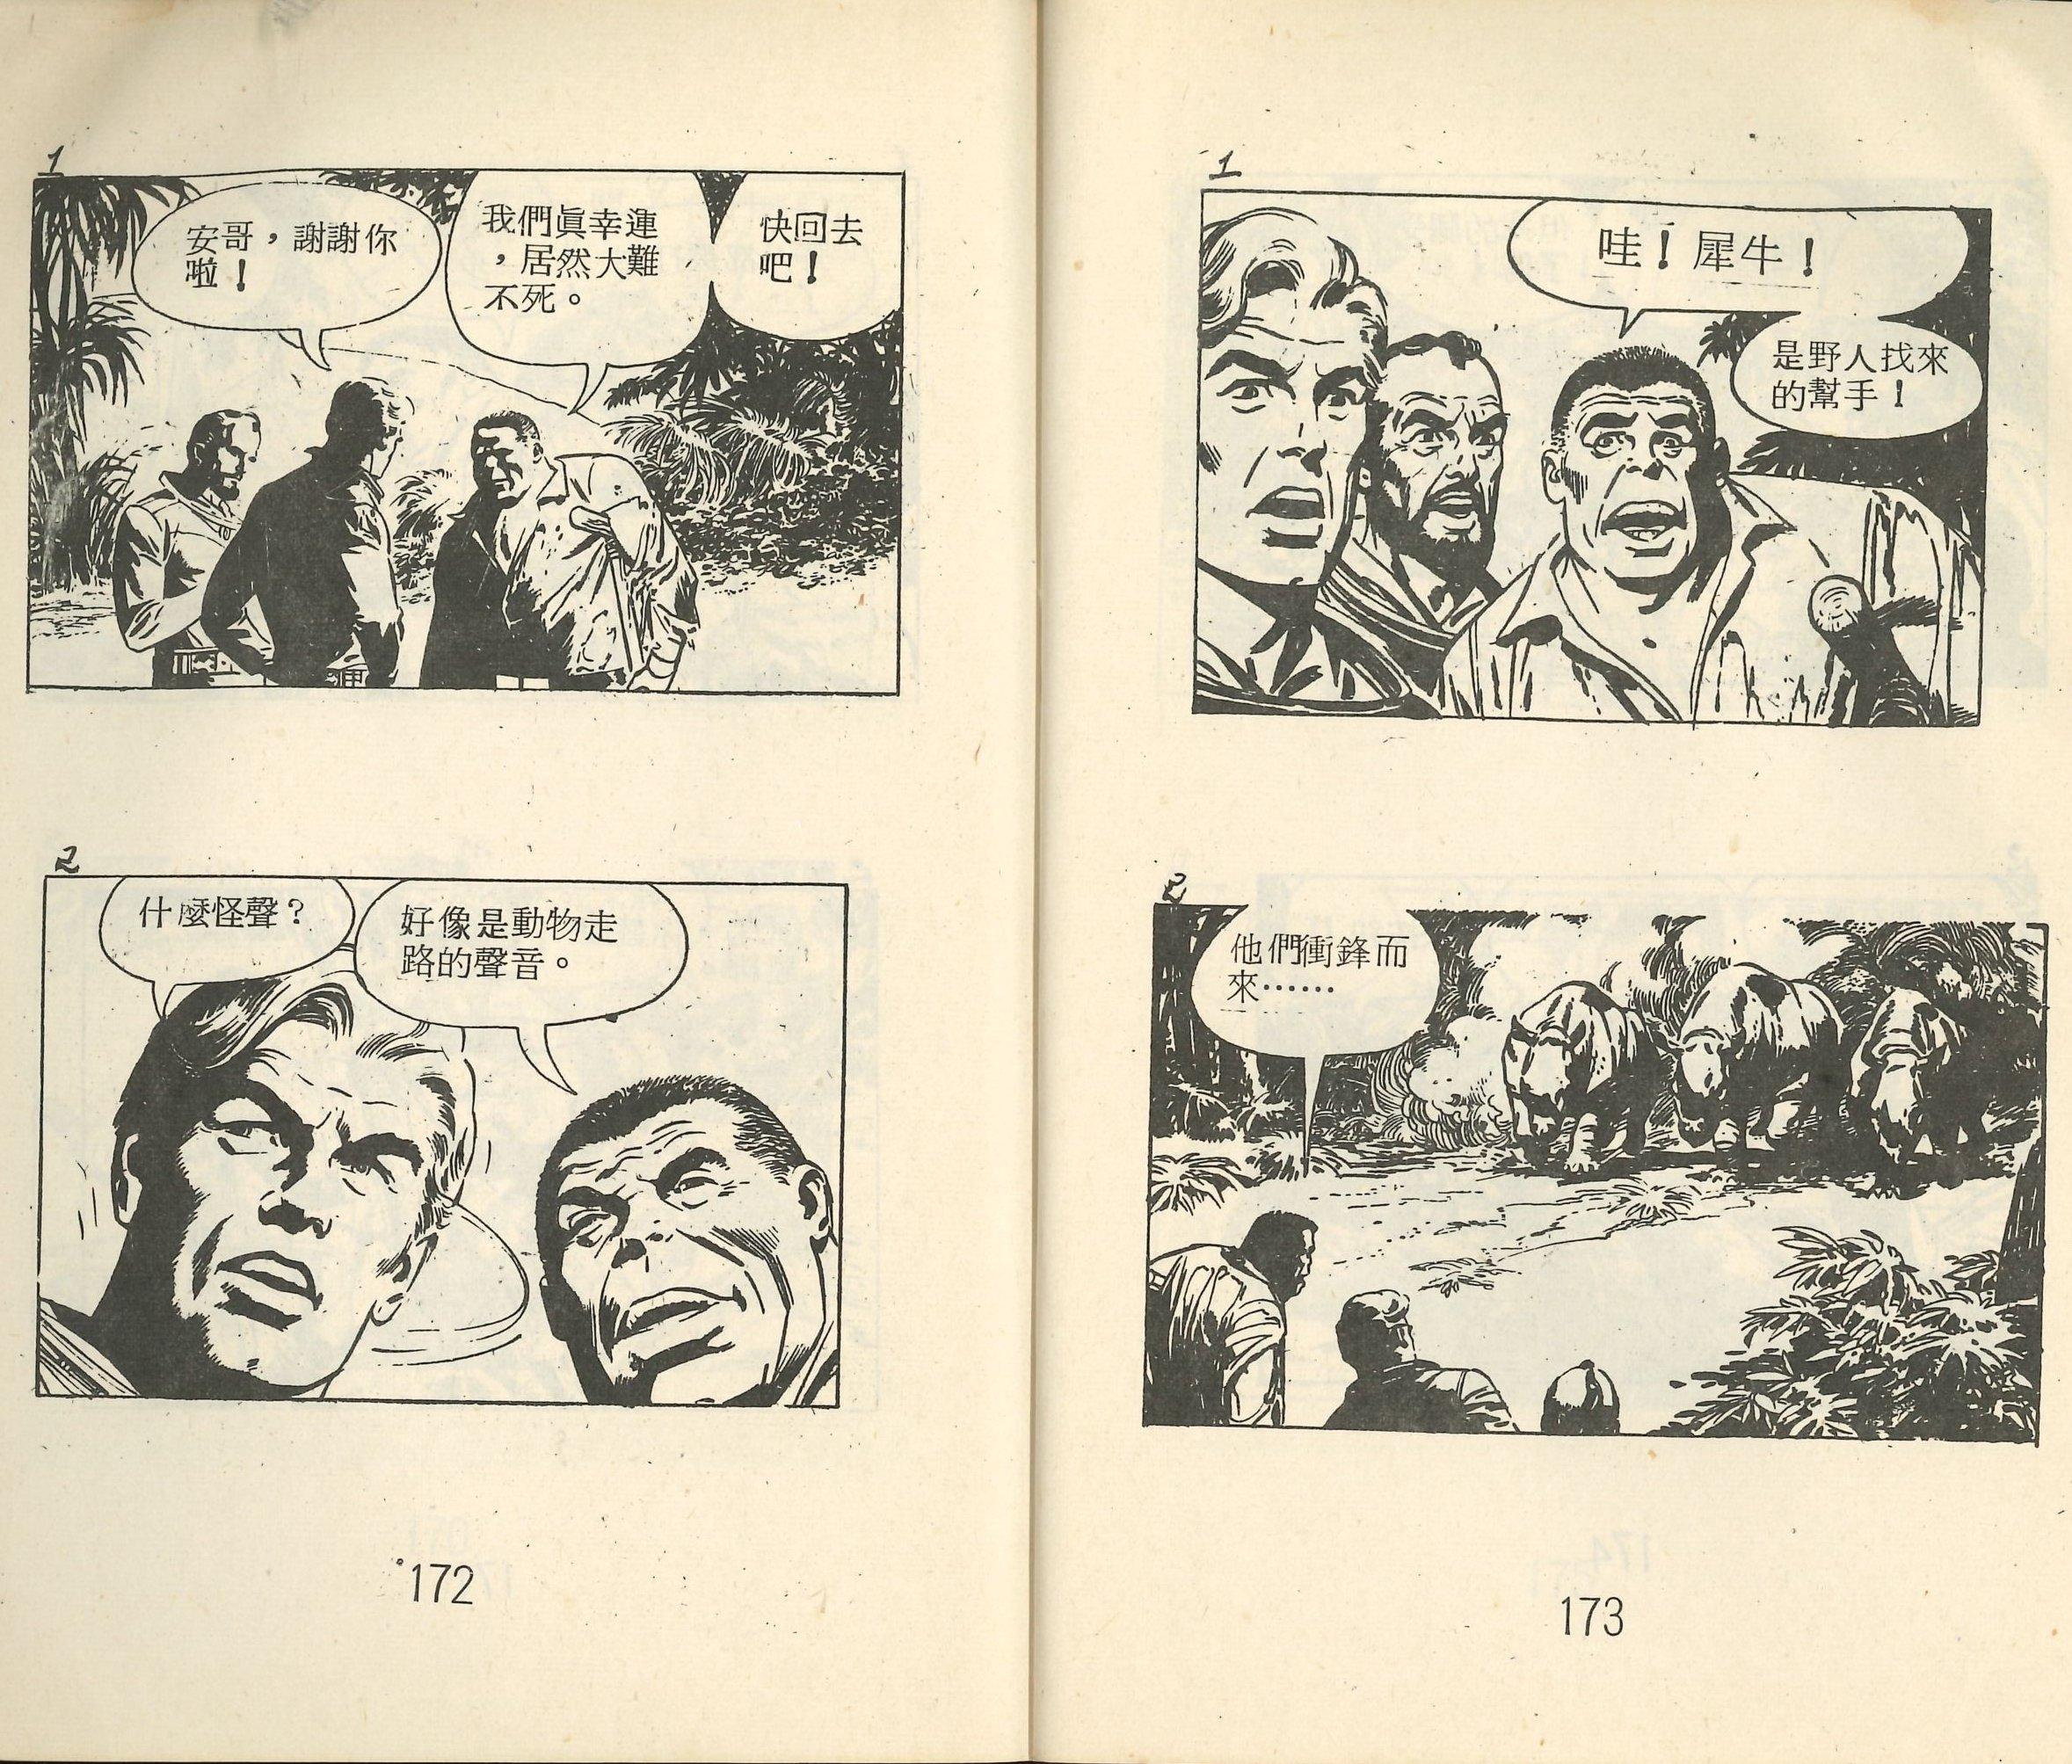 1
安哥，謝謝你
啦！
我們眞幸運
，居然大難
不死。
快回去
吧！
2
什麼怪聲？
好像是動物走
路的聲音。
172
1
哇！犀牛！
是野人找來
的幫手！
2
他們衝鋒而
來……
173